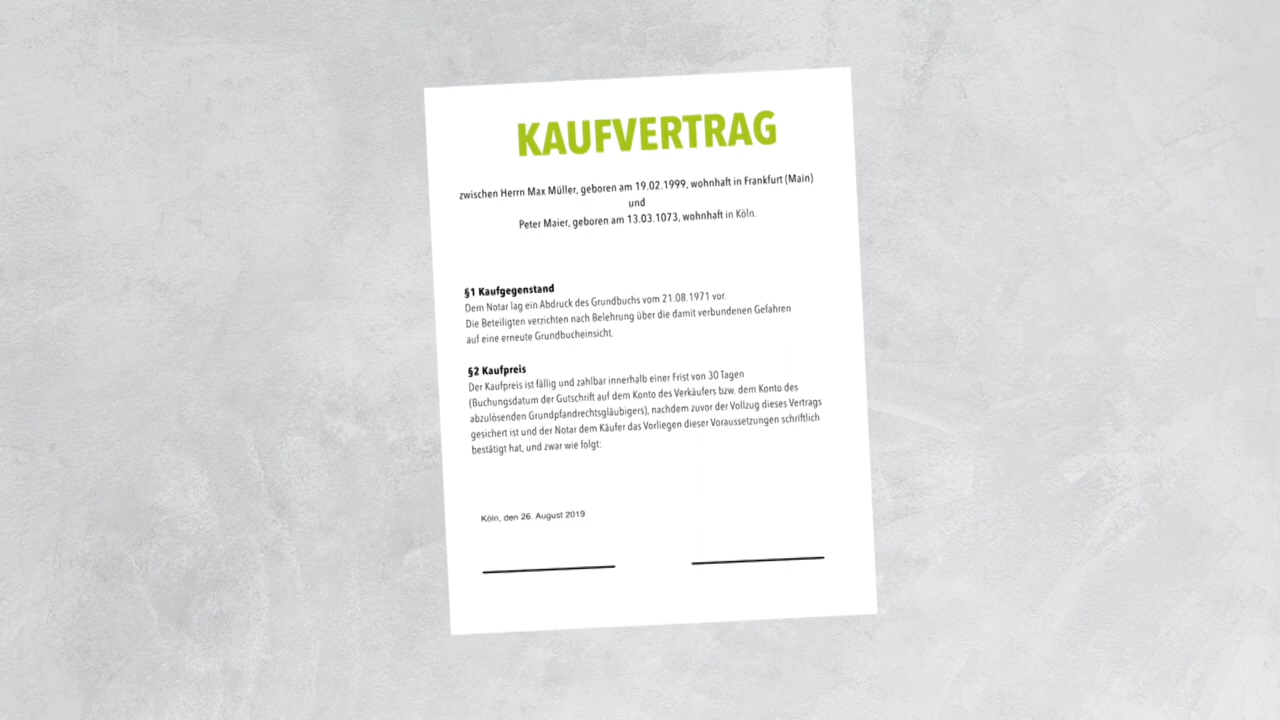 KAUFVERTRAG
zwischen Herrn Max Müller, geboren am 19.02.1999, wohnhaft in Frankfurt (Main)
und
Peter Maier, geboren am 13.03.1073, wohnhaft in Köln.
§1 Kaufgegenstand
Dem Notar lag ein Abdruck des Grundbuchs vom 21.08.1971 vor.
Die Beteiligten verzichten nach Belehrung über die damit verbundenen Gefahren
auf eine erneute Grundbucheinsicht.
§2 Kaufpreis
Der Kaufpreis ist fällig und zahlbar innerhalb einer Frist von 30 Tagen
(Buchungsdatum der Gutschrift auf dem Konto des Verkäufers bzw. dem Konto des
abzulösenden Grundpfandrechtsgläubigers), nachdem zuvor der Vollzug dieses Vertrags
gesichert ist und der Notar dem Käufer das Vorliegen dieser Voraussetzungen schriftlich
bestätigt hat, und zwar wie folgt:
Köln, den 26. August 2019